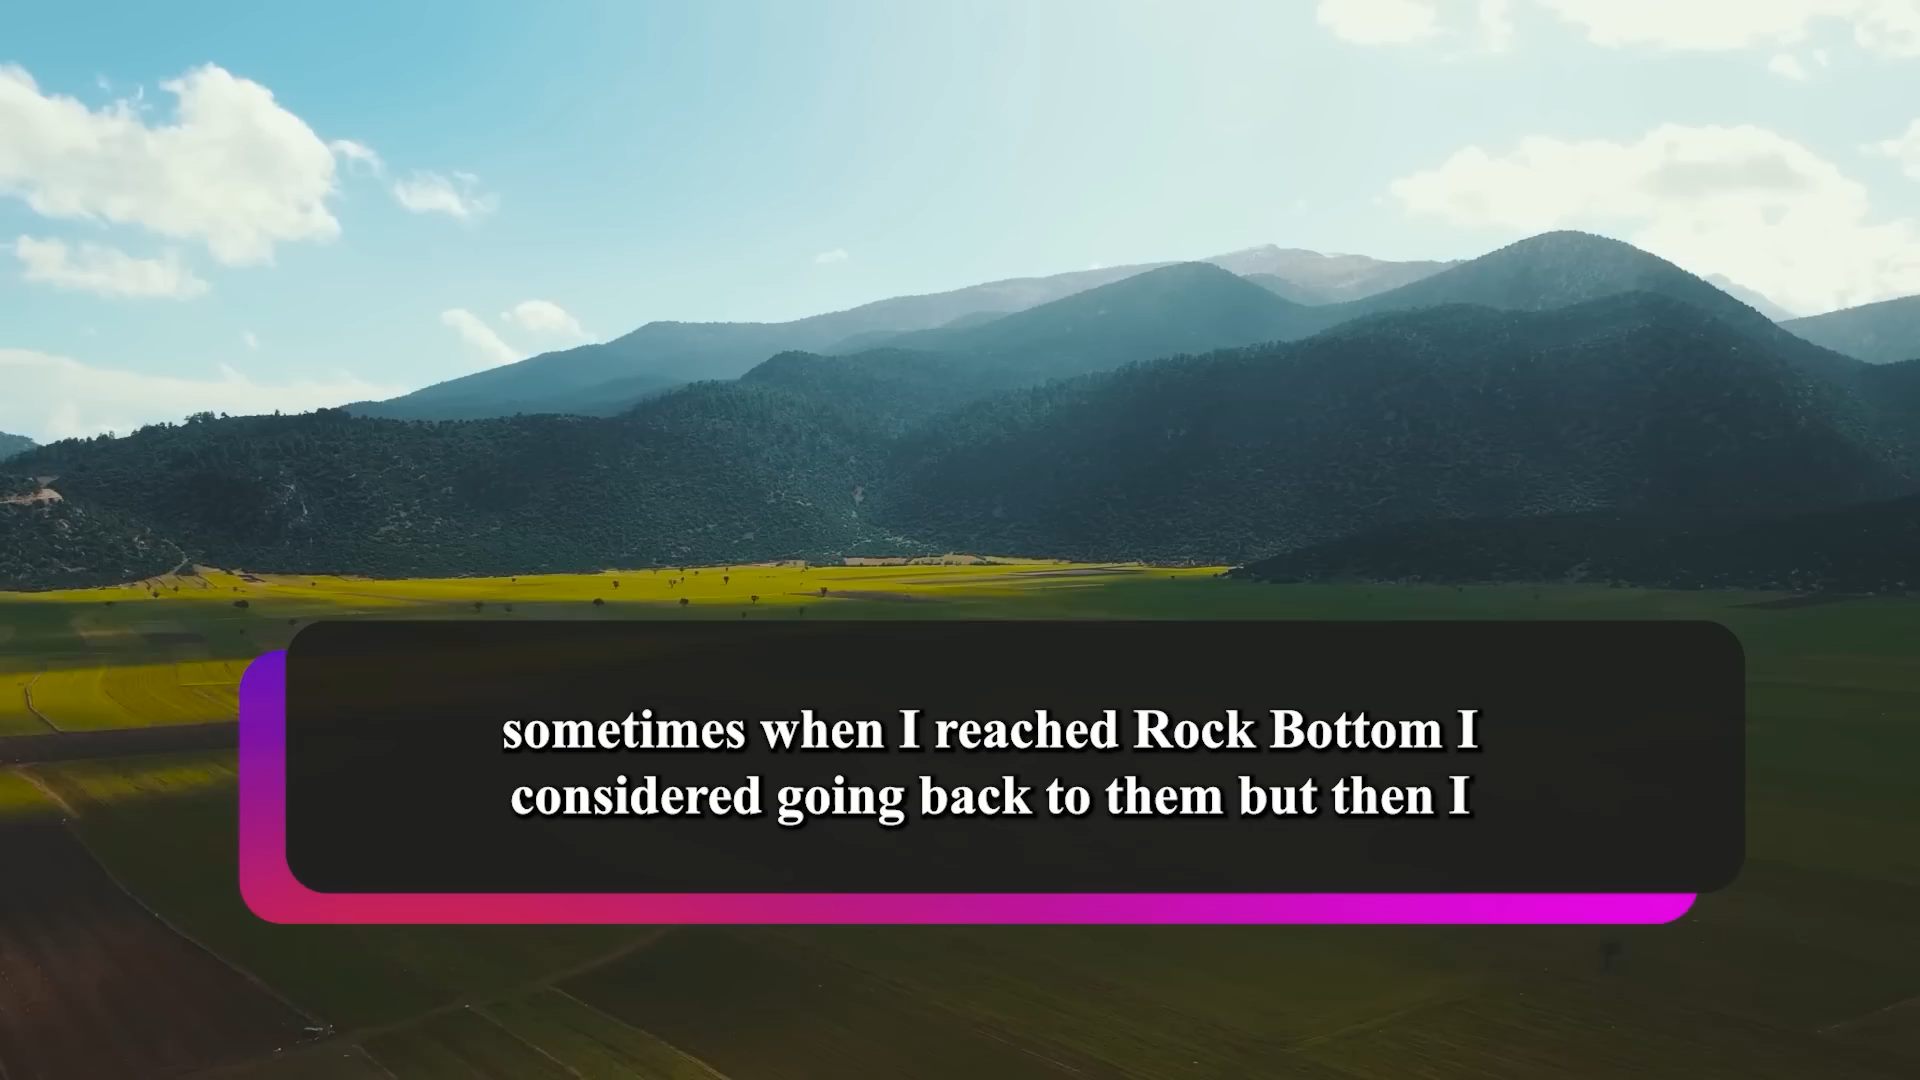 sometimes when I reached Rock Bottom I
considered going back to them but then I